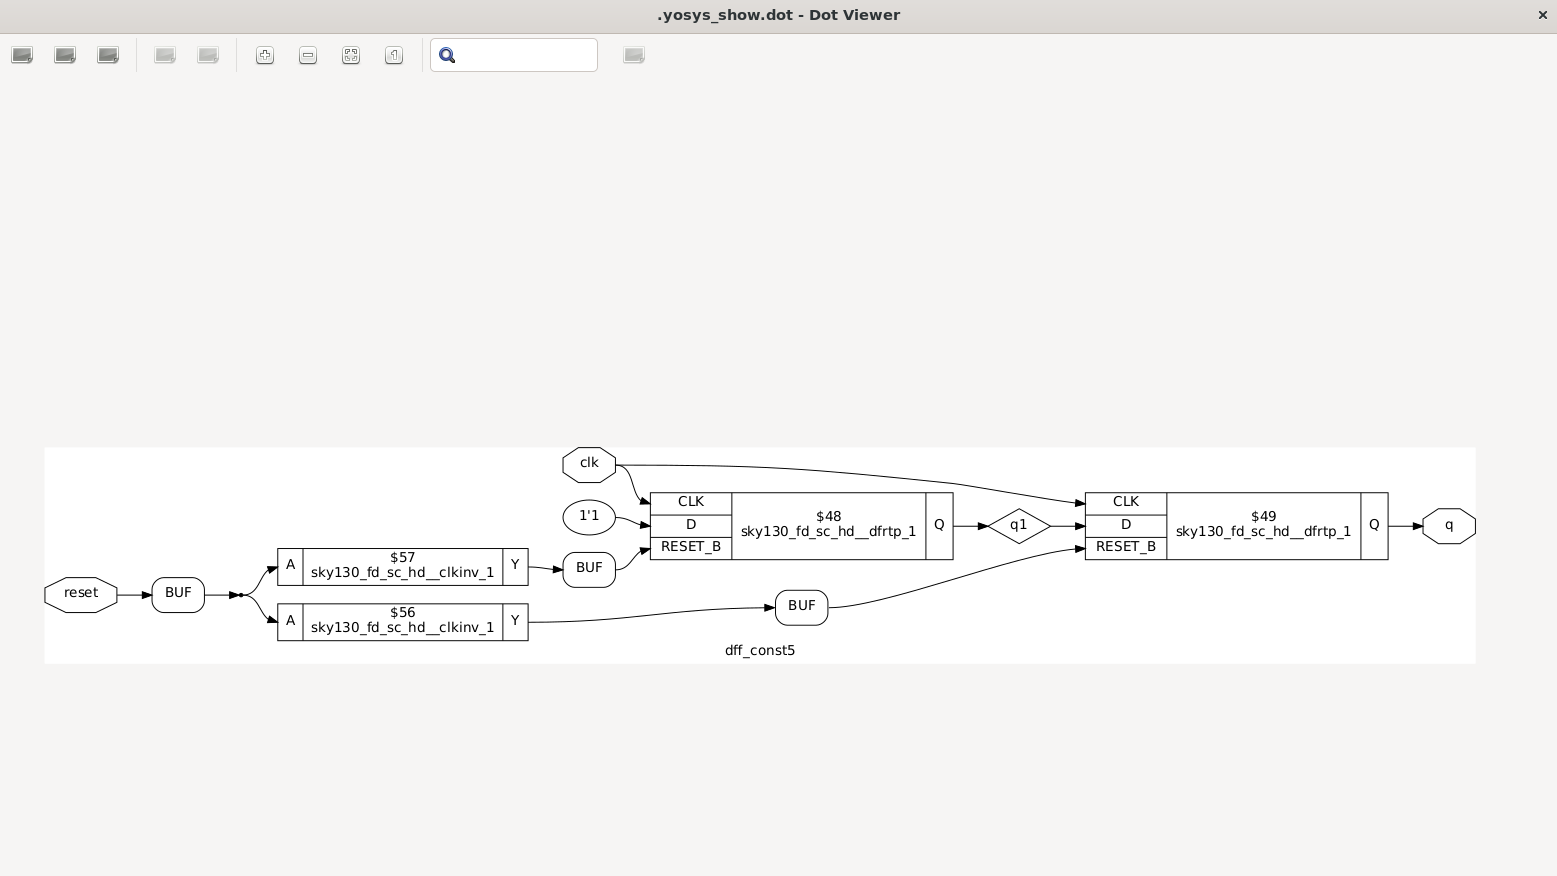 .yosys_show.dot - Dot Viewer
clk
1'1
CLK
D
RESET_B
$48
sky130_fd_sc_hd__dfrtp_1
Q
q1
CLK
D
RESET_B
$49
sky130_fd_sc_hd__dfrtp_1
Q
q
reset
BUF
A
$57
sky130_fd_sc_hd__clkinv_1
Y
BUF
A
$56
sky130_fd_sc_hd__clkinv_1
Y
BUF
dff_const5